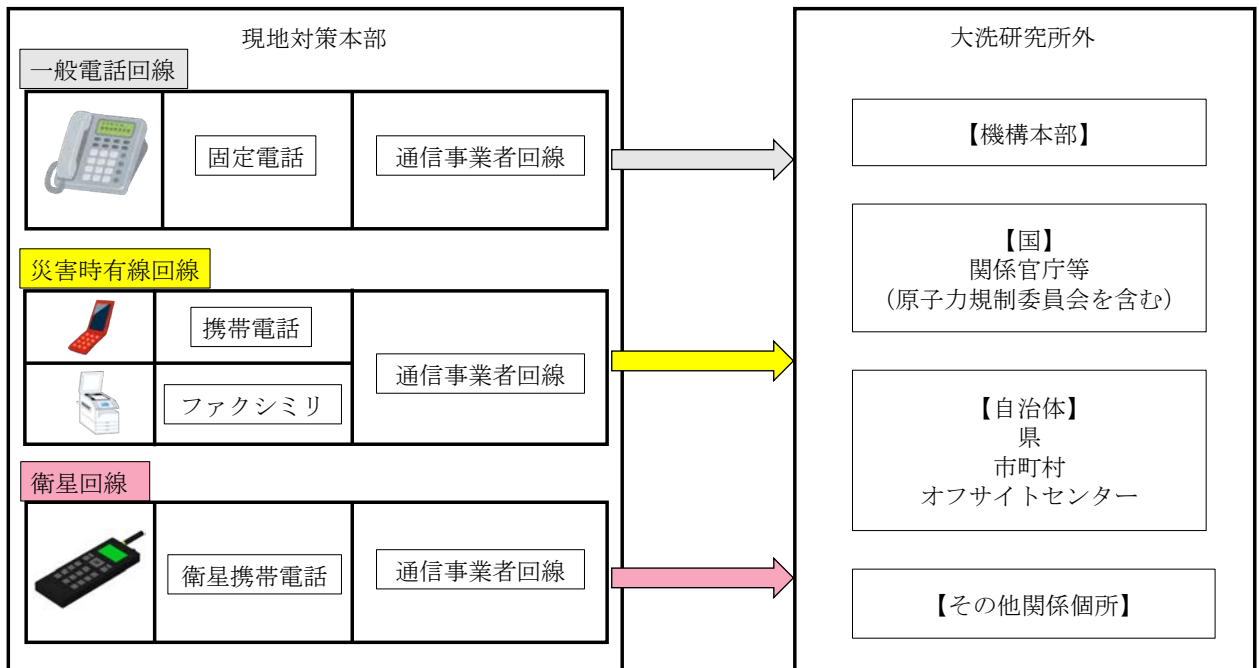 現地対策本部
一般電話回線
固定電話
通信事業者回線
災害時有線回線
携帯電話
ファクシミリ
通信事業者回線
衛星回線
衛星携帯電話
通信事業者回線
大洗研究所外
【機構本部】
【国】
関係官庁等
（原子力規制委員会を含む）
【自治体】
県
市町村
オフサイトセンター
【その他関係個所】